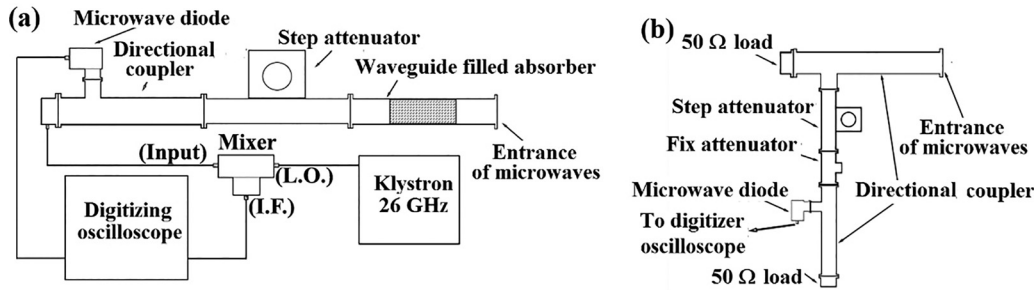 (a)
Microwave diode
Directional
coupler
Step attenuator
Waveguide filled absorber
(Input)
Mixer
(L.O.)
(I.F.)
Entrance
of microwaves
Digitizing
oscilloscope
Klystron
26 GHz
(b)
50 Ω load
Step attenuator
Fix attenuator
Entrance
of microwaves
Microwave diode
Directional coupler
To digitizer
oscilloscope
50 Ω load